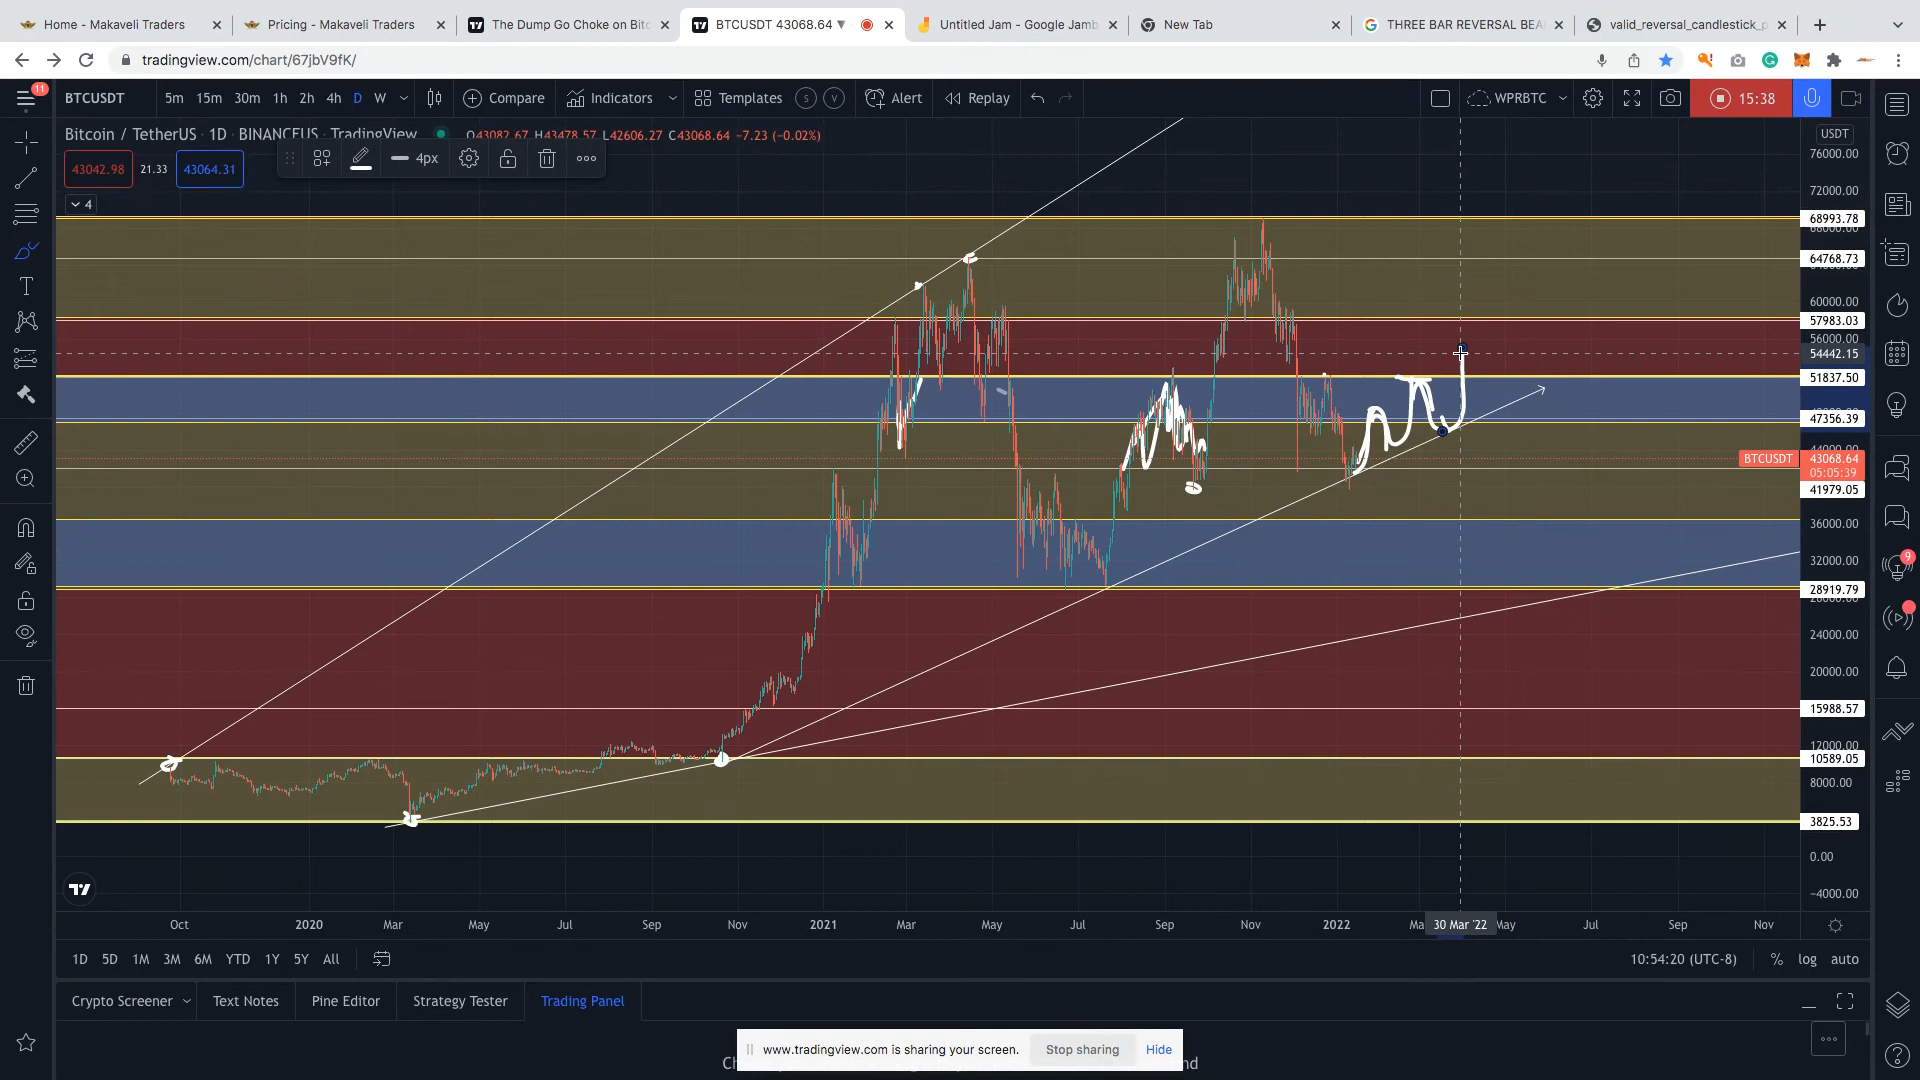 Home - Makaveli Traders
Pricing - Makaveli Traders
The Dump Go Choke on Bitc
BTCUSDT 43068.64
Untitled Jam - Google Jamb
New Tab
THREE BAR REVERSAL BEA
valid_reversal_candlestick_p
tradingview.com/chart/67jbV9fK/
11
BTCUSDT 5m 15m 30m 1h 2h 4h D W Compare Indicators Templates S V Alert Replay WPRBTC 15:38
Bitcoin / TetherUS · 1D · BINANCEUS · TradingView O43082.67 H43478.57 L42606.27 C43068.64 −7.23 (−0.02%)
USDT
4px
43042.98 21.33 43064.31
4
76000.00
72000.00
68993.78
68000.00
64768.73
60000.00
57983.03
56000.00
54442.15
51837.50
47356.39
44000.00
BTCUSDT 43068.64
05:05:39
41979.05
36000.00
32000.00
28919.79
24000.00
20000.00
15988.57
12000.00
10589.05
8000.00
3825.53
0.00
−4000.00
9
Oct 2020 Mar May Jul Sep Nov 2021 Mar May Jul Sep Nov 2022 Ma 30 Mar '22 May Jul Sep Nov
1D 5D 1M 3M 6M YTD 1Y 5Y All 10:54:20 (UTC-8) % log auto
Crypto Screener Text Notes Pine Editor Strategy Tester Trading Panel
www.tradingview.com is sharing your screen. Stop sharing Hide